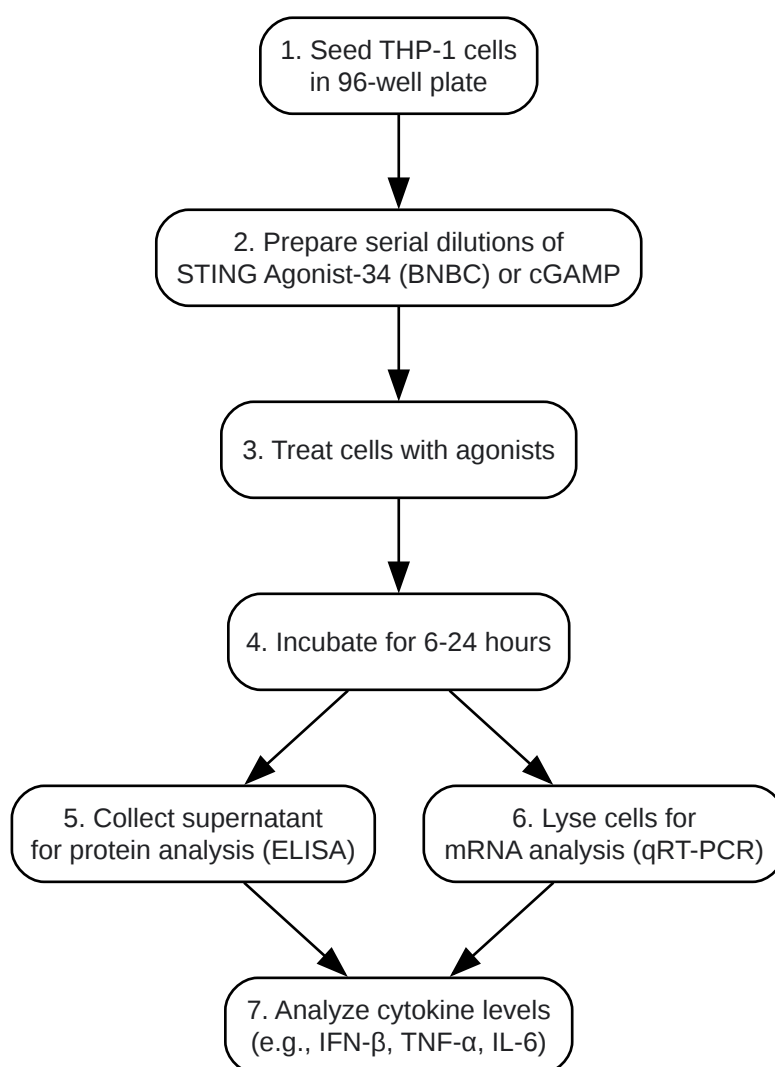 1. Seed THP-1 cells
in 96-well plate
2. Prepare serial dilutions of
STING Agonist-34 (BNBC) or cGAMP
3. Treat cells with agonists
4. Incubate for 6-24 hours
5. Collect supernatant
for protein analysis (ELISA)
6. Lyse cells for
mRNA analysis (qRT-PCR)
7. Analyze cytokine levels
(e.g., IFN-β, TNF-α, IL-6)